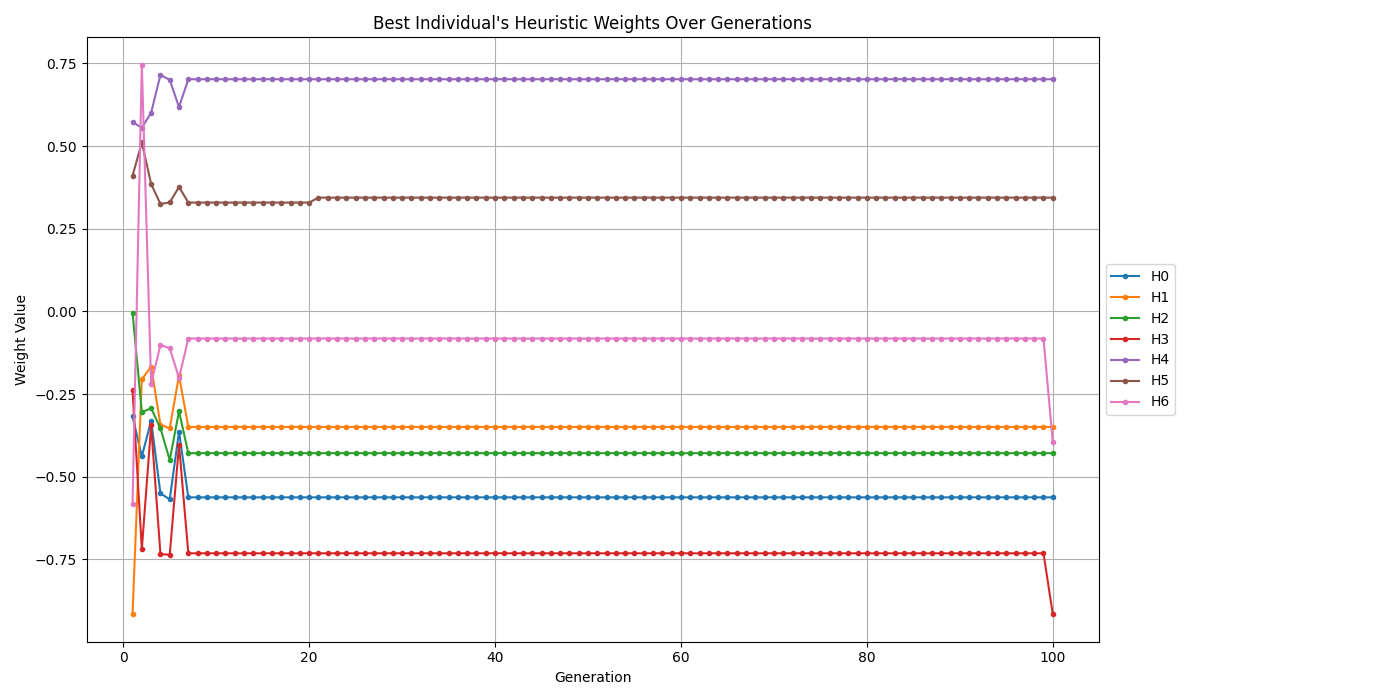 Best Individual's Heuristic Weights Over Generations
Weight Value
0.75
0.50
0.25
0.00
−0.25
−0.50
−0.75
0
20
40
60
80
100
Generation
H0
H1
H2
H3
H4
H5
H6